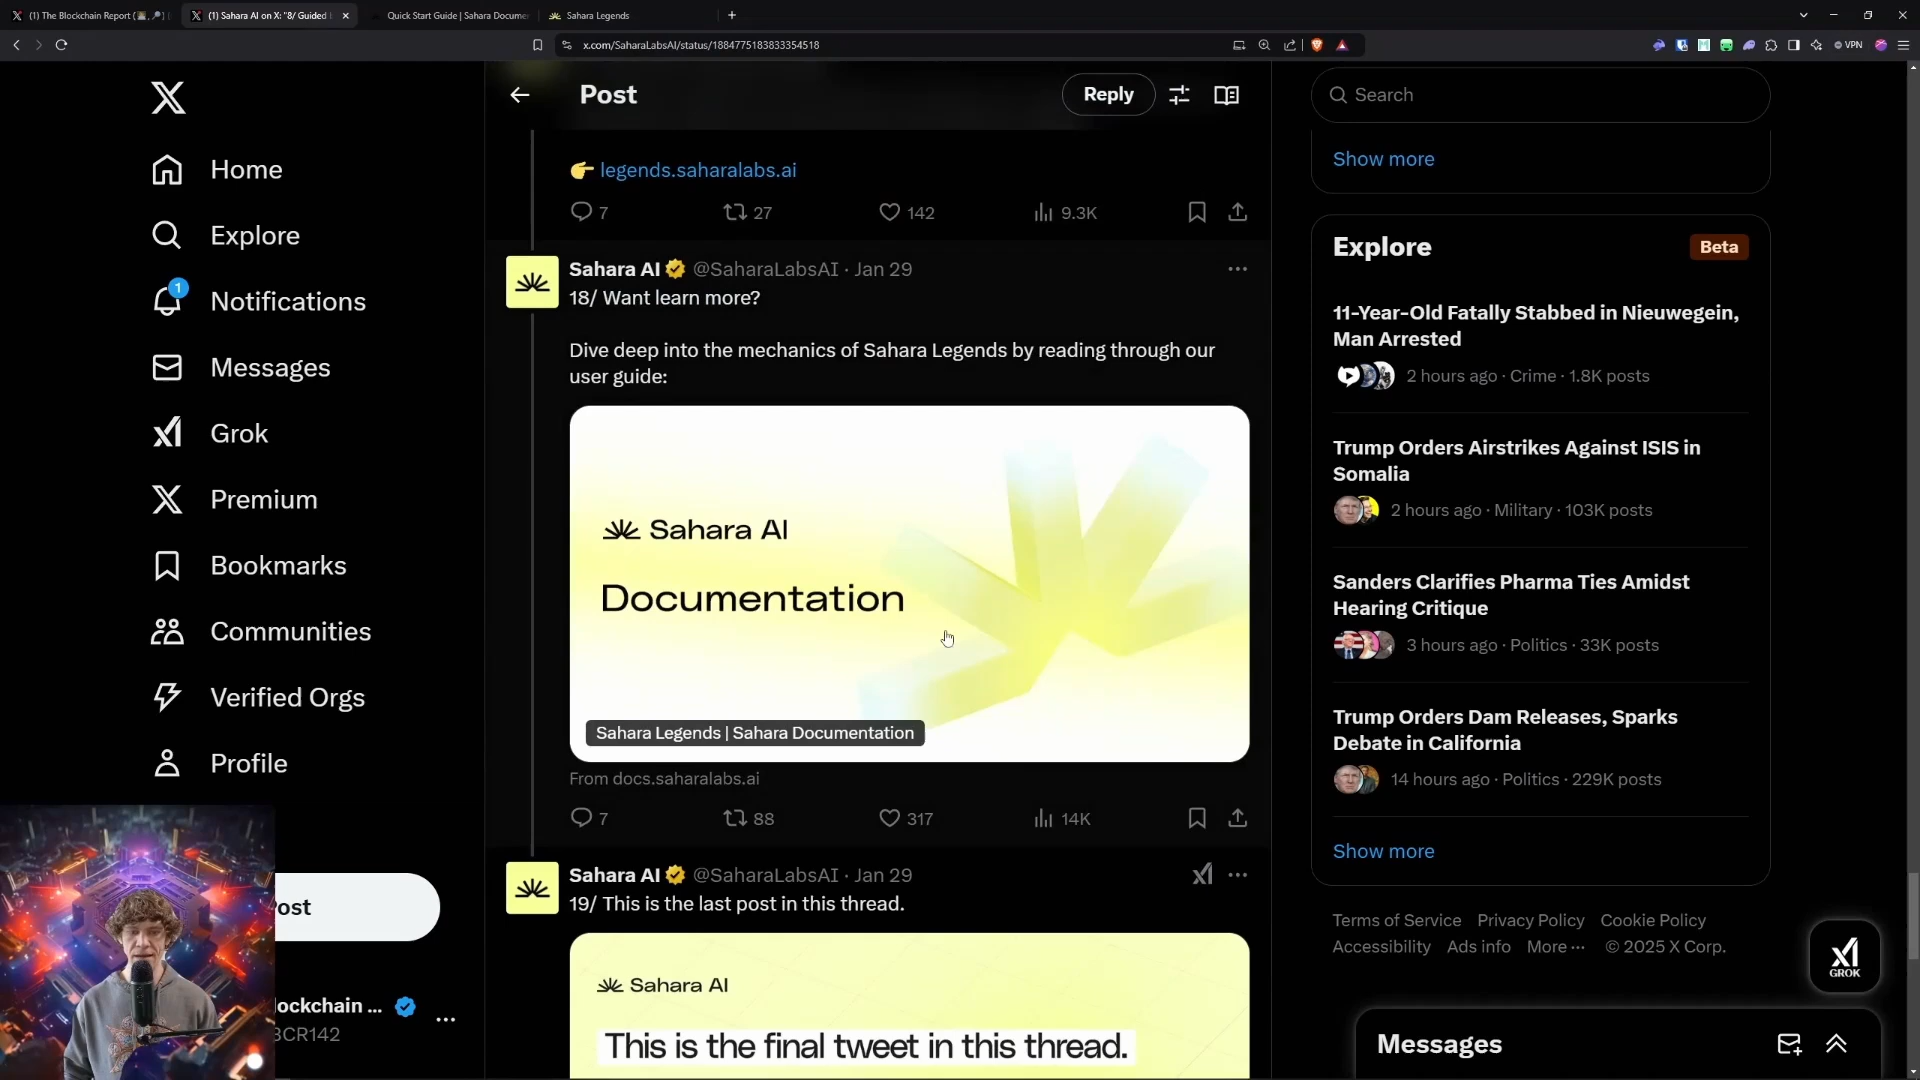 (1) The Blockchain Report (
(1) Sahara AI on X: "8/ Guided
Quick Start Guide | Sahara Docume
Sahara Legends
x.com/SaharaLabsAI/status/1884775183833354518
VPN
Home
Explore
1
Notifications
Messages
Grok
Premium
Bookmarks
Communities
Verified Orgs
Profile
ost
lockchain ...
BCR142
Post
Reply
👉 legends.saharalabs.ai
7 27 142 9.3K
Sahara AI @SaharaLabsAI · Jan 29
18/ Want learn more?
Dive deep into the mechanics of Sahara Legends by reading through our
user guide:
Sahara AI
Documentation
Sahara Legends | Sahara Documentation
From docs.saharalabs.ai
7 88 317 14K
Sahara AI @SaharaLabsAI · Jan 29
19/ This is the last post in this thread.
Sahara AI
This is the final tweet in this thread.
Search
Show more
Explore
Beta
11-Year-Old Fatally Stabbed in Nieuwegein,
Man Arrested
2 hours ago · Crime · 1.8K posts
Trump Orders Airstrikes Against ISIS in
Somalia
2 hours ago · Military · 103K posts
Sanders Clarifies Pharma Ties Amidst
Hearing Critique
3 hours ago · Politics · 33K posts
Trump Orders Dam Releases, Sparks
Debate in California
14 hours ago · Politics · 229K posts
Show more
Terms of Service Privacy Policy Cookie Policy
Accessibility Ads info More ··· © 2025 X Corp.
GROK
Messages